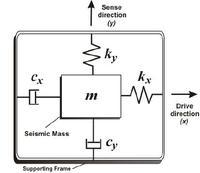 Sense
direction
(y)
k_y
c_x
k_x
m
Drive
direction
(x)
Seismic Mass
c_y
Supporting Frame